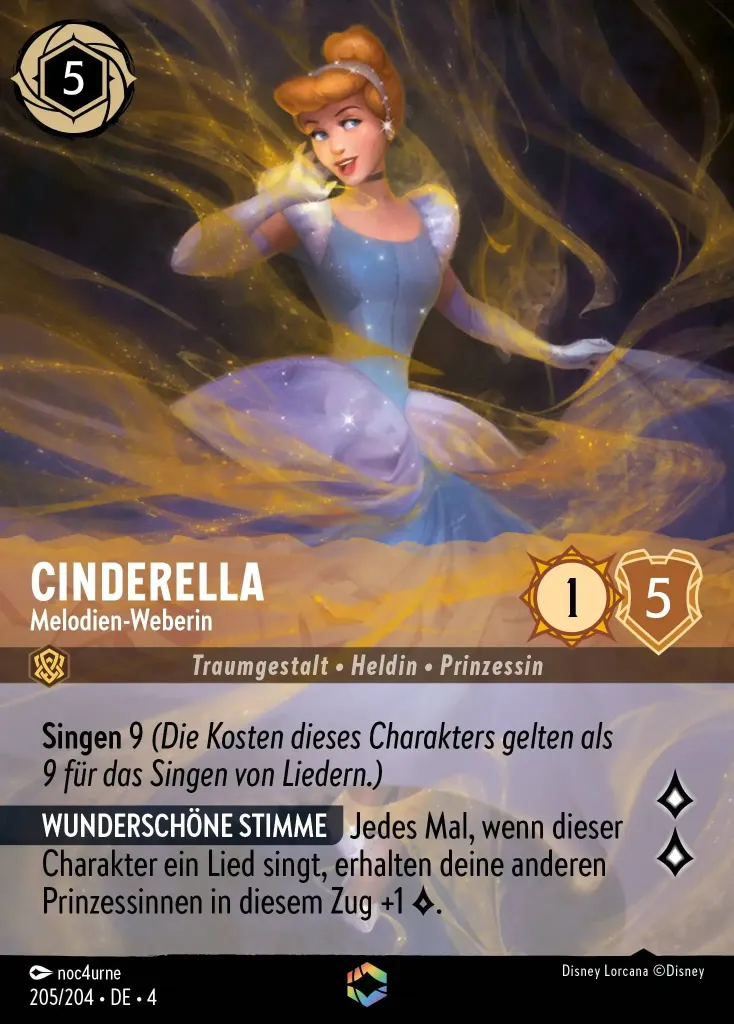 5
CINDERELLA
Melodien-Weberin
1
5
Traumgestalt • Heldin • Prinzessin
Singen 9 (Die Kosten dieses Charakters gelten als
9 für das Singen von Liedern.)
WUNDERSCHÖNE STIMME Jedes Mal, wenn dieser
Charakter ein Lied singt, erhalten deine anderen
Prinzessinnen in diesem Zug +1 .
noc4urne
Disney Lorcana ©Disney
205/204 • DE • 4